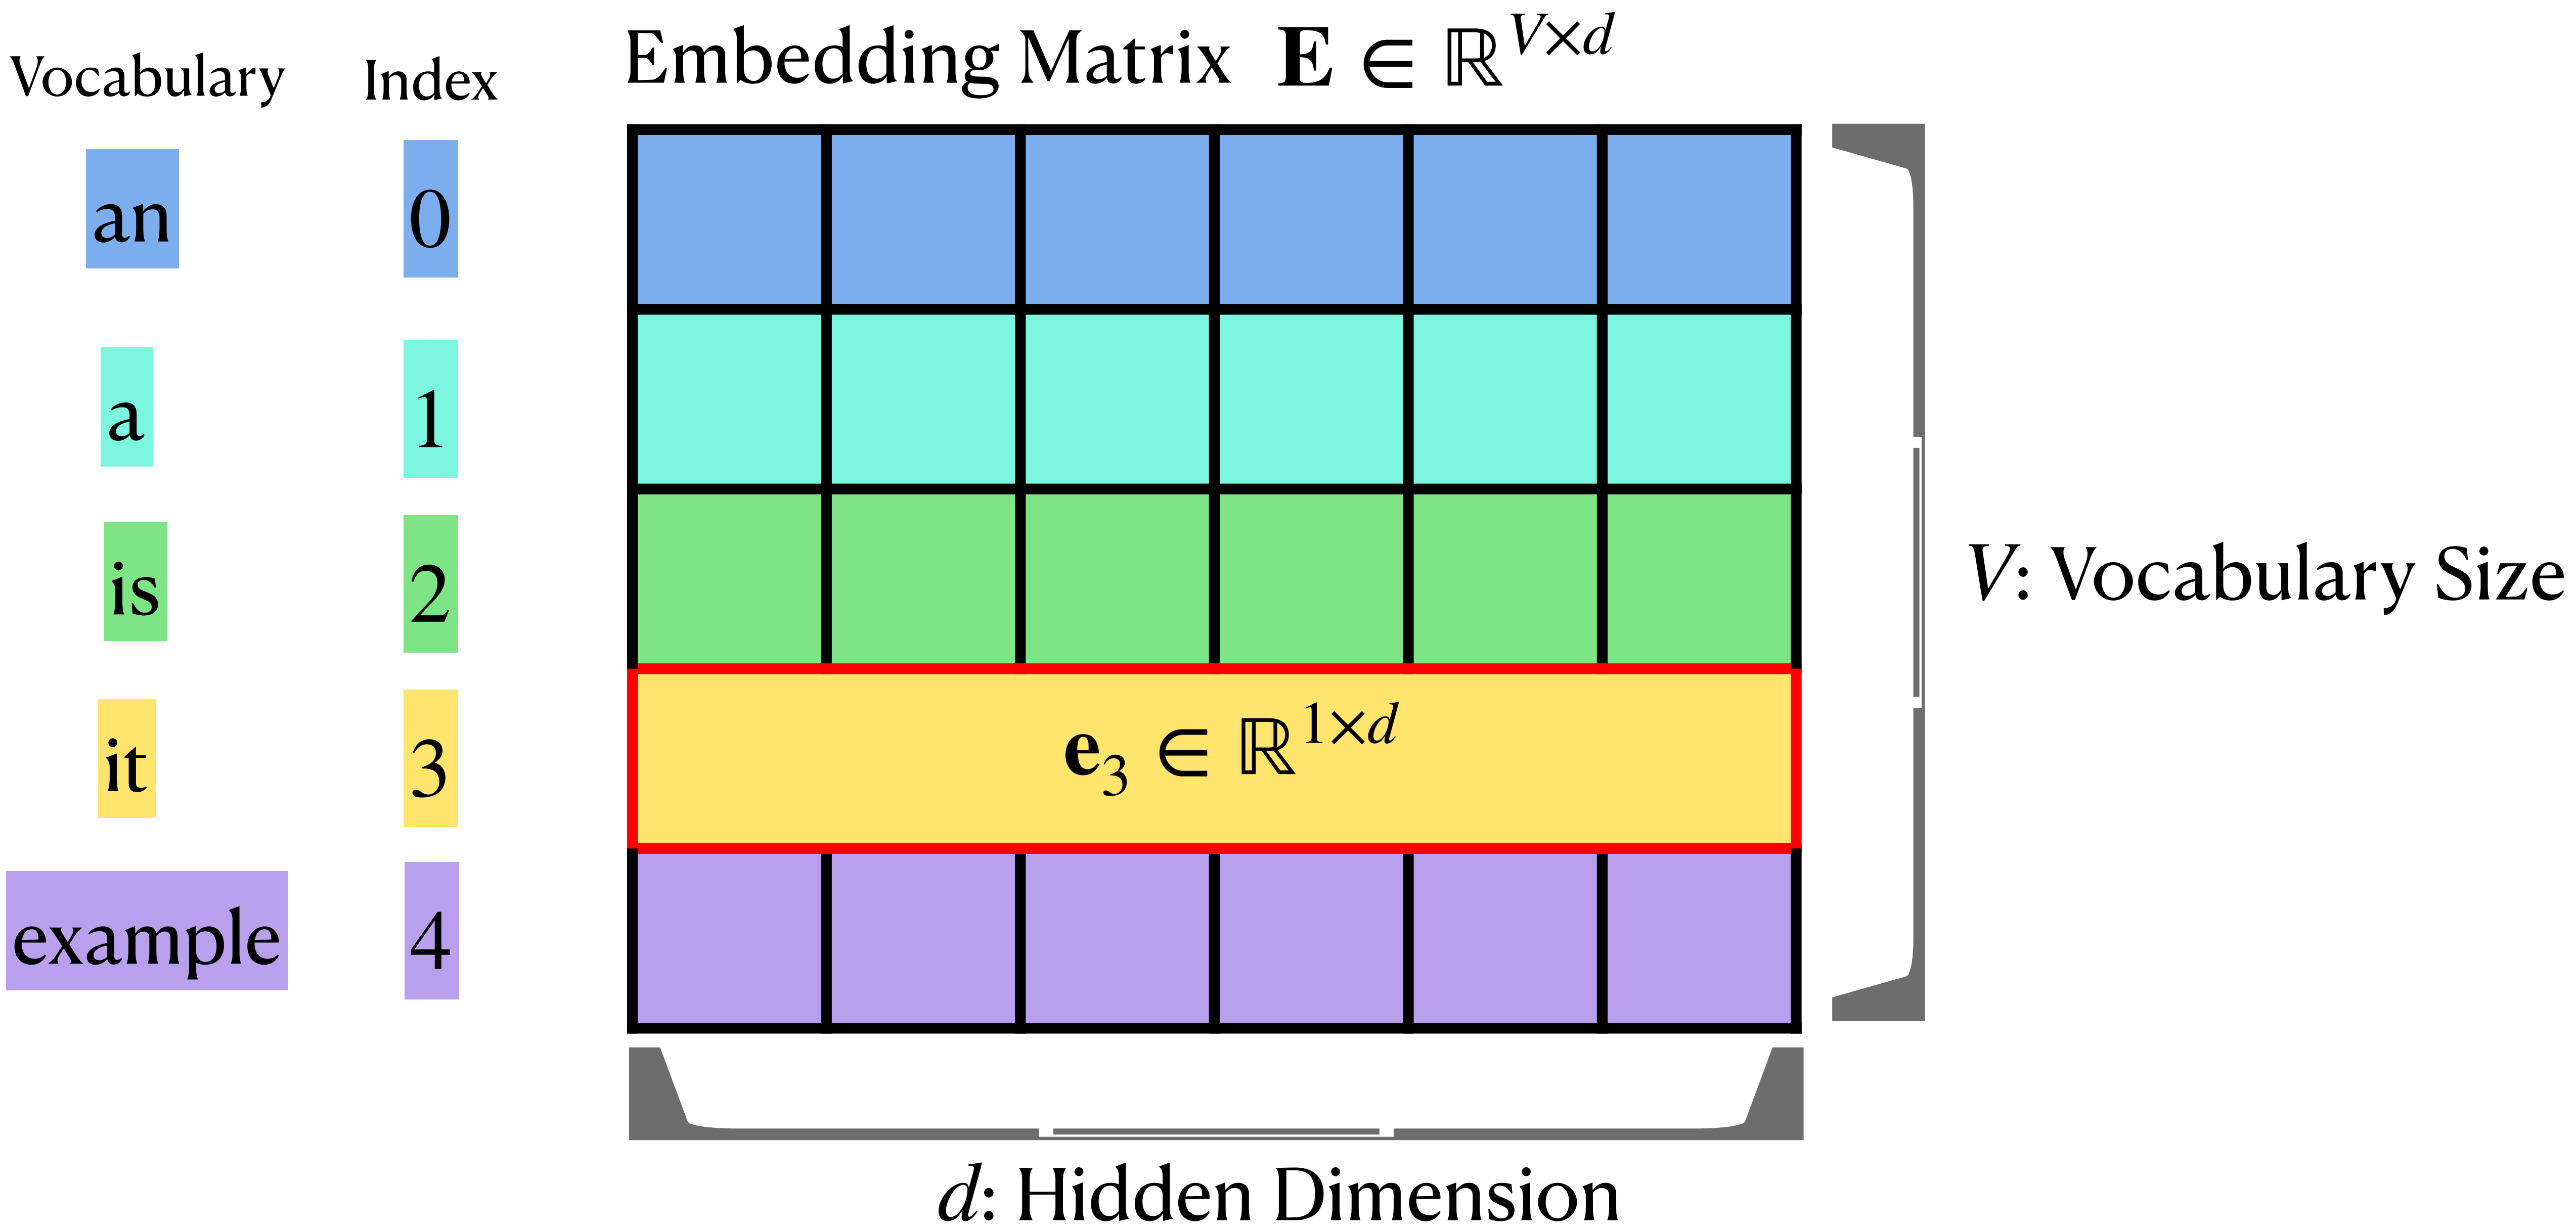 Embedding Matrix E ∈ ℝ^{V×d}
Vocabulary Index
an 0
a 1
is 2
it 3
e₃ ∈ ℝ^{1×d}
example 4
V: Vocabulary Size
d: Hidden Dimension